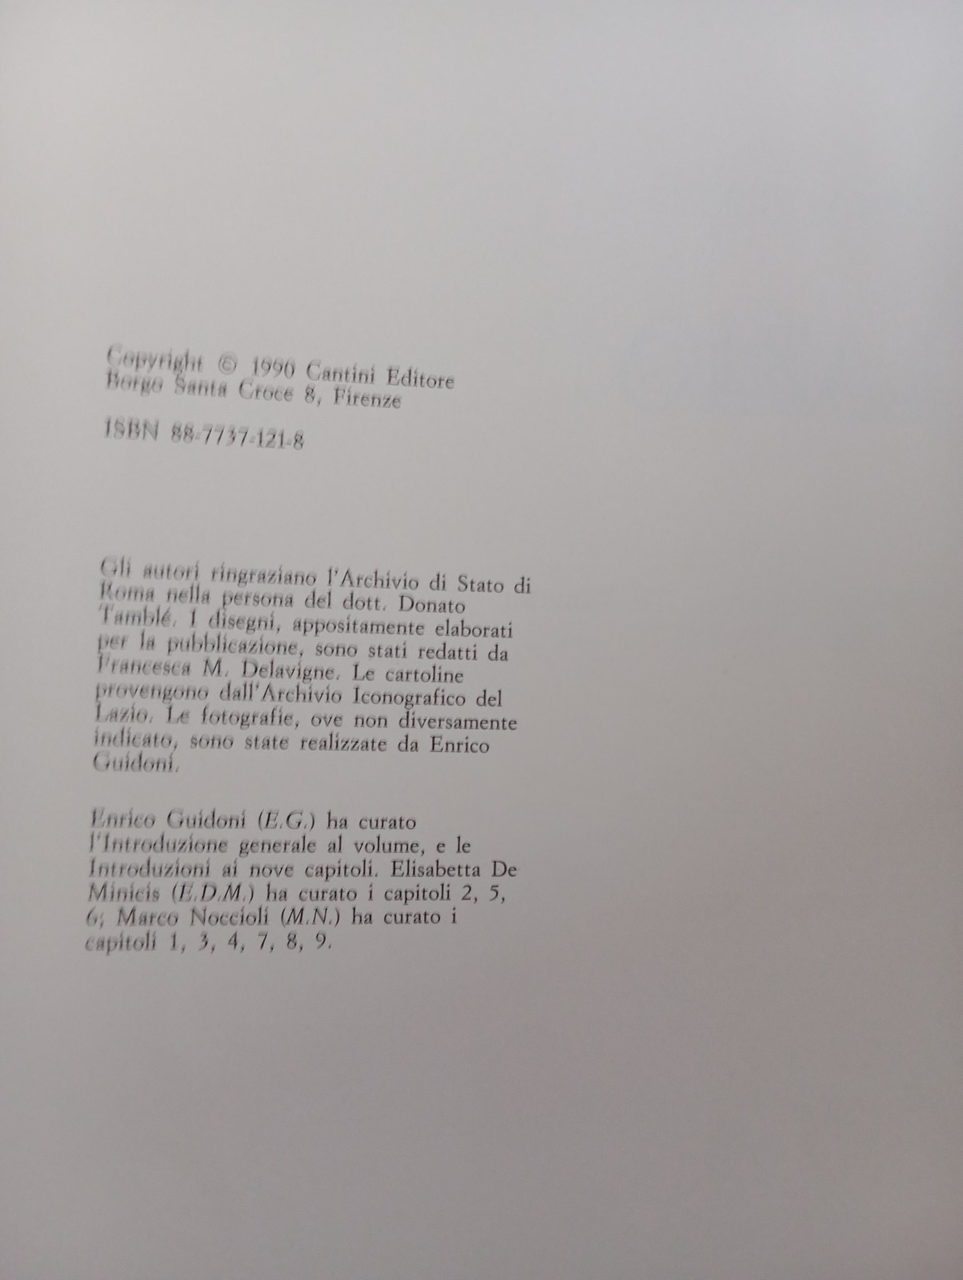 Copyright © 1990 Cantini Editore
Borgo Santa Croce 8, Firenze
ISBN 88-7737-121-8
Gli autori ringraziano l'Archivio di Stato di
Roma nella persona del dott. Donato
Tamblé. I disegni, appositamente elaborati
per la pubblicazione, sono stati redatti da
Francesca M. Delavigne. Le cartoline
provengono dall'Archivio Iconografico del
Lazio. Le fotografie, ove non diversamente
indicato, sono state realizzate da Enrico
Guidoni.
Enrico Guidoni (E.G.) ha curato
l'Introduzione generale al volume, e le
Introduzioni ai nove capitoli. Elisabetta De
Minicis (E.D.M.) ha curato i capitoli 2, 5,
6; Marco Noccioli (M.N.) ha curato i
capitoli 1, 3, 4, 7, 8, 9.